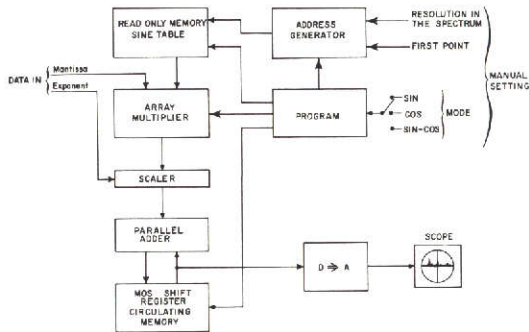 READ ONLY MEMORY
SINE TABLE
ADDRESS
GENERATOR
RESOLUTION IN
THE SPECTRUM
FIRST POINT
MANUAL
SETTING
DATA IN
Mantissa
Exponent
ARRAY
MULTIPLIER
PROGRAM
SIN
COS
SIN-COS
MODE
SCALER
PARALLEL
ADDER
MOS SHIFT
REGISTER
CIRCULATING
MEMORY
D → A
SCOPE